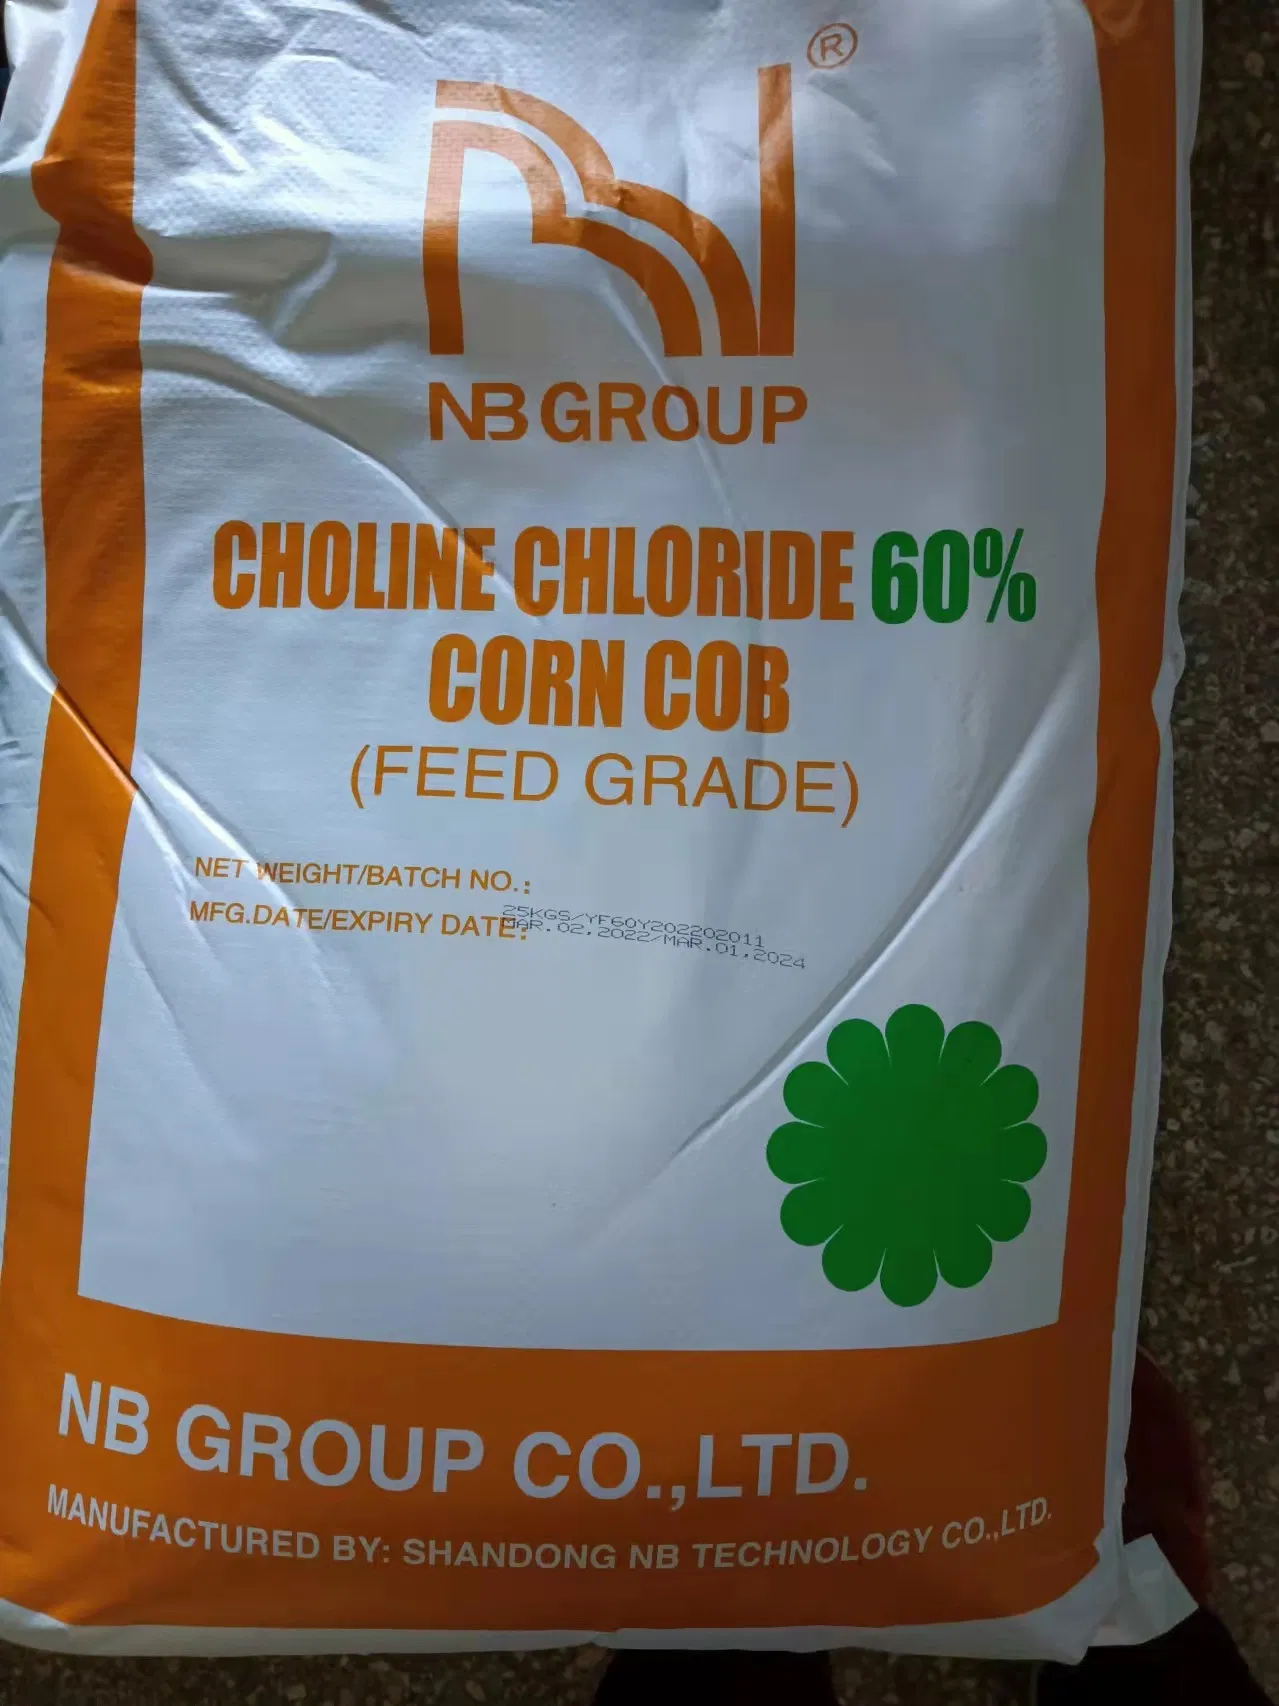 ®
NB GROUP
CHOLINE CHLORIDE 60%
CORN COB
(FEED GRADE)
NET WEIGHT/BATCH NO.:
25KGS/YF60Y202202011
MFG.DATE/EXPIRY DATE:
MAR.02,2022/MAR.01,2024
NB GROUP CO.,LTD.
MANUFACTURED BY: SHANDONG NB TECHNOLOGY CO.,LTD.